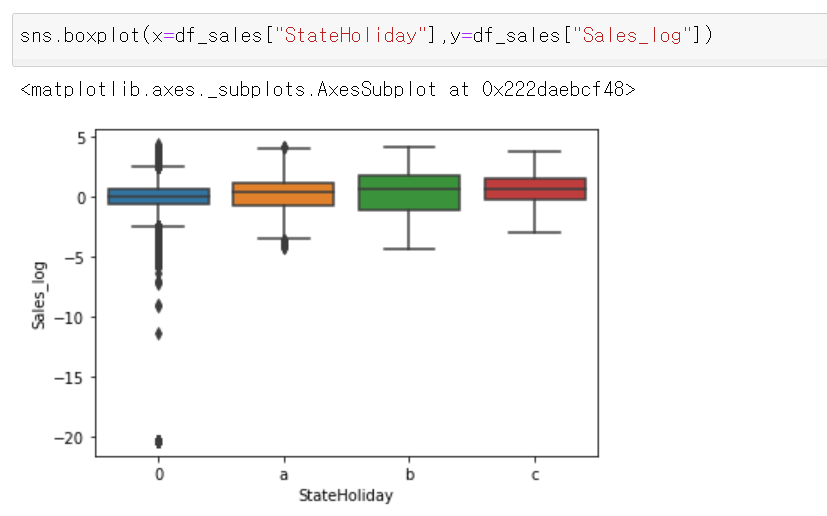 sns.boxplot(x=df_sales["StateHoliday"],y=df_sales["Sales_log"])
<matplotlib.axes._subplots.AxesSubplot at 0x222daebcf48>
5
0
−5
−10
−15
−20
Sales_log
0 a b c
StateHoliday